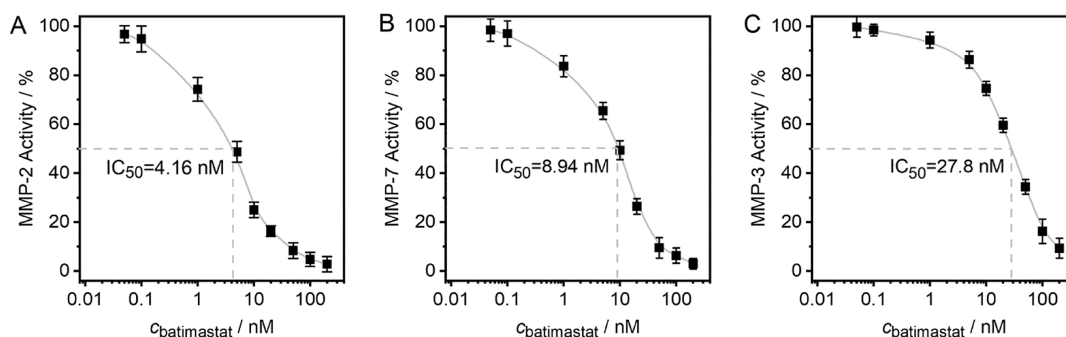 A
MMP-2 Activity / %
100
80
60
40
20
0
IC50=4.16 nM
0.01 0.1 1 10 100
cbatimastat / nM
B
MMP-7 Activity / %
100
80
60
40
20
0
IC50=8.94 nM
0.01 0.1 1 10 100
cbatimastat / nM
C
MMP-3 Activity / %
100
80
60
40
20
0
IC50=27.8 nM
0.01 0.1 1 10 100
cbatimastat / nM